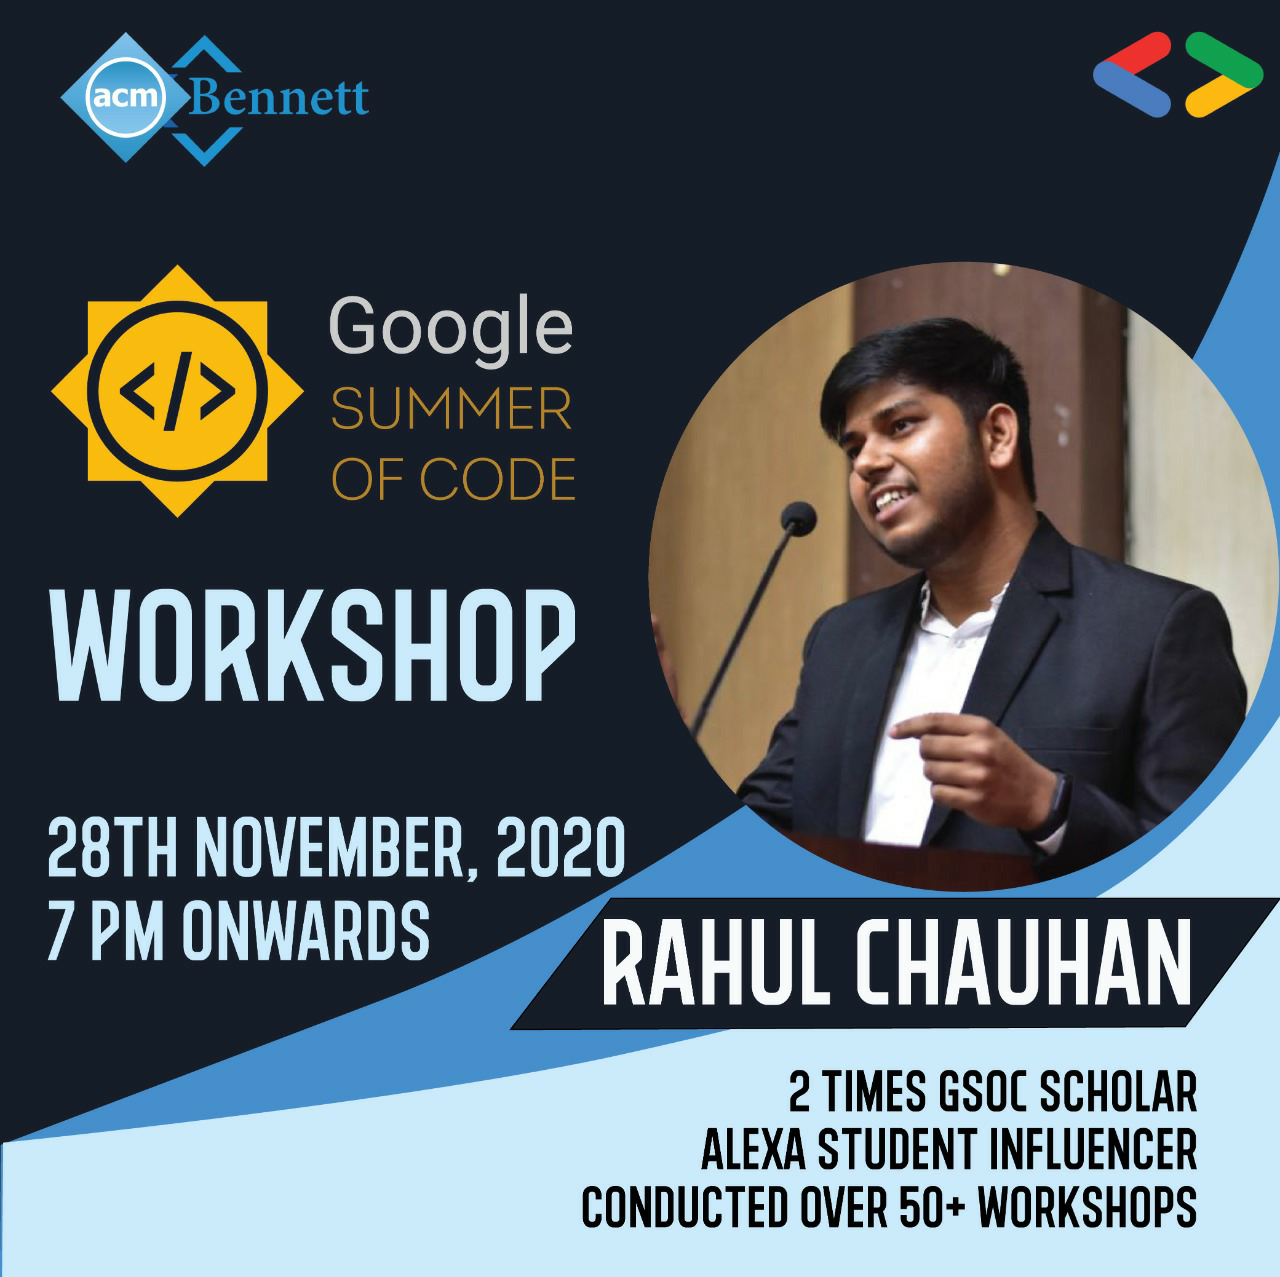 acm Bennett
</>
Google
SUMMER
OF CODE
WORKSHOP
28TH NOVEMBER, 2020
7 PM ONWARDS
RAHUL CHAUHAN
2 TIMES GSOC SCHOLAR
ALEXA STUDENT INFLUENCER
CONDUCTED OVER 50+ WORKSHOPS